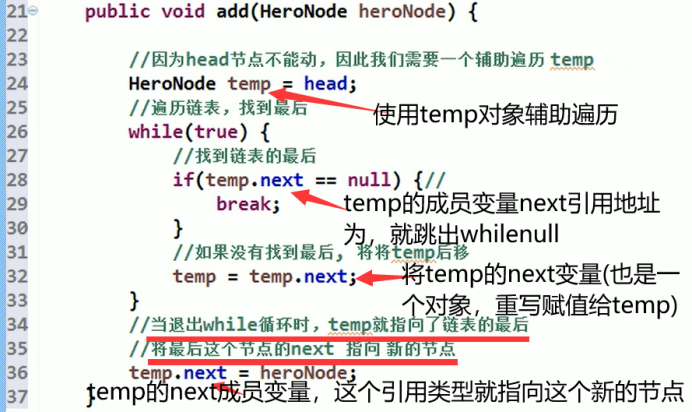 21 public void add(HeroNode heroNode) {
22
23 //因为head节点不能动，因此我们需要一个辅助遍历 temp
24 HeroNode temp = head;
25 //遍历链表，找到最后
使用temp对象辅助遍历
26 while(true) {
27 //找到链表的最后
28 if(temp.next == null) {//
29 break;
temp的成员变量next引用地址
为，就跳出whilenull
30 }
31 //如果没有找到最后, 将将temp后移
32 temp = temp.next;
将temp的next变量(也是一
个对象，重写赋值给temp)
33 }
34 //当退出while循环时，temp就指向了链表的最后
35 //将最后这个节点的next 指向 新的节点
36 temp.next = heroNode;
37 }
temp的next成员变量，这个引用类型就指向这个新的节点